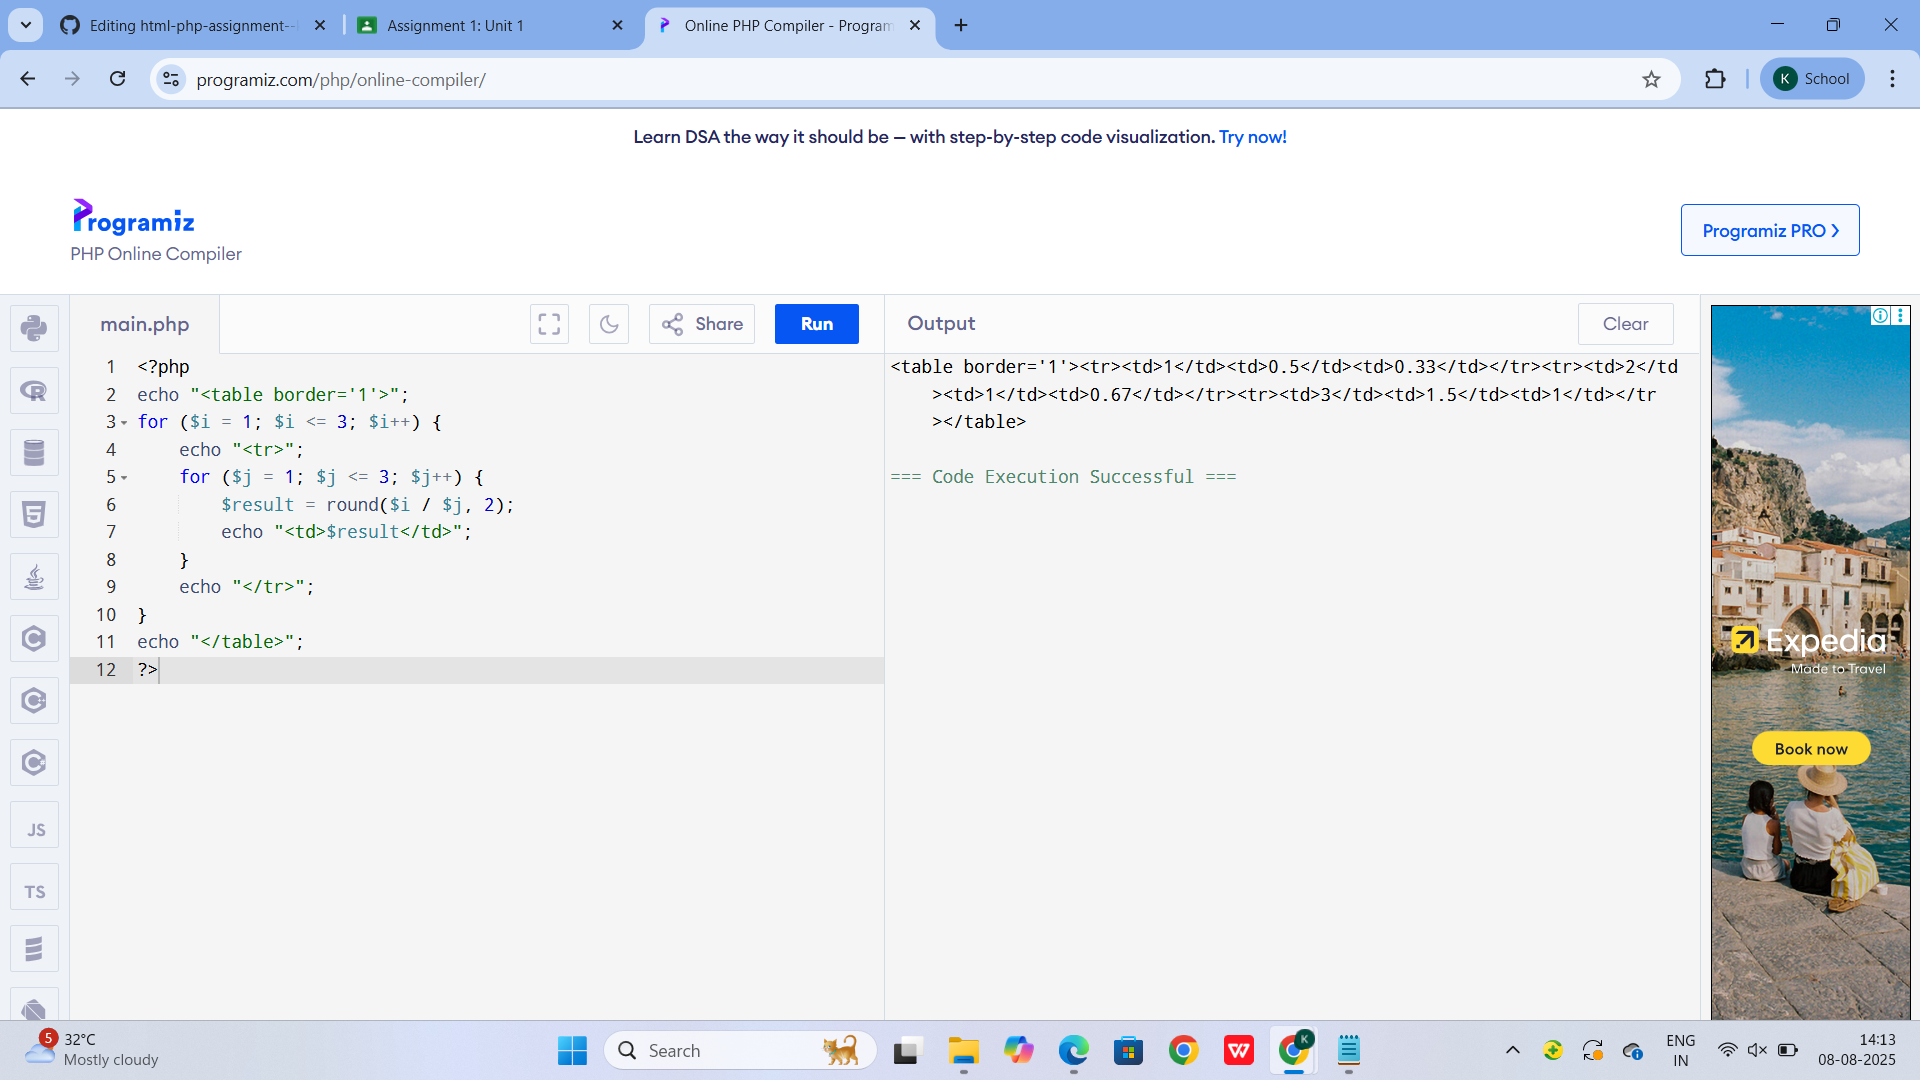 Editing html-php-assignment--
Assignment 1: Unit 1
Online PHP Compiler - Program
programiz.com/php/online-compiler/
K School
Learn DSA the way it should be — with step-by-step code visualization. Try now!
Programiz
PHP Online Compiler
Programiz PRO
main.php
Share
Run
Output
Clear
1 <?php
2 echo "<table border='1'>";
3 for ($i = 1; $i <= 3; $i++) {
4 echo "<tr>";
5 for ($j = 1; $j <= 3; $j++) {
6 $result = round($i / $j, 2);
7 echo "<td>$result</td>";
8 }
9 echo "</tr>";
10 }
11 echo "</table>";
12 ?>
<table border='1'><tr><td>1</td><td>0.5</td><td>0.33</td></tr><tr><td>2</td
><td>1</td><td>0.67</td></tr><tr><td>3</td><td>1.5</td><td>1</td></tr
></table>
=== Code Execution Successful ===
JS
TS
Expedia
Made to Travel
Book now
5
32°C
Mostly cloudy
Search
W
K
ENG
IN
14:13
08-08-2025